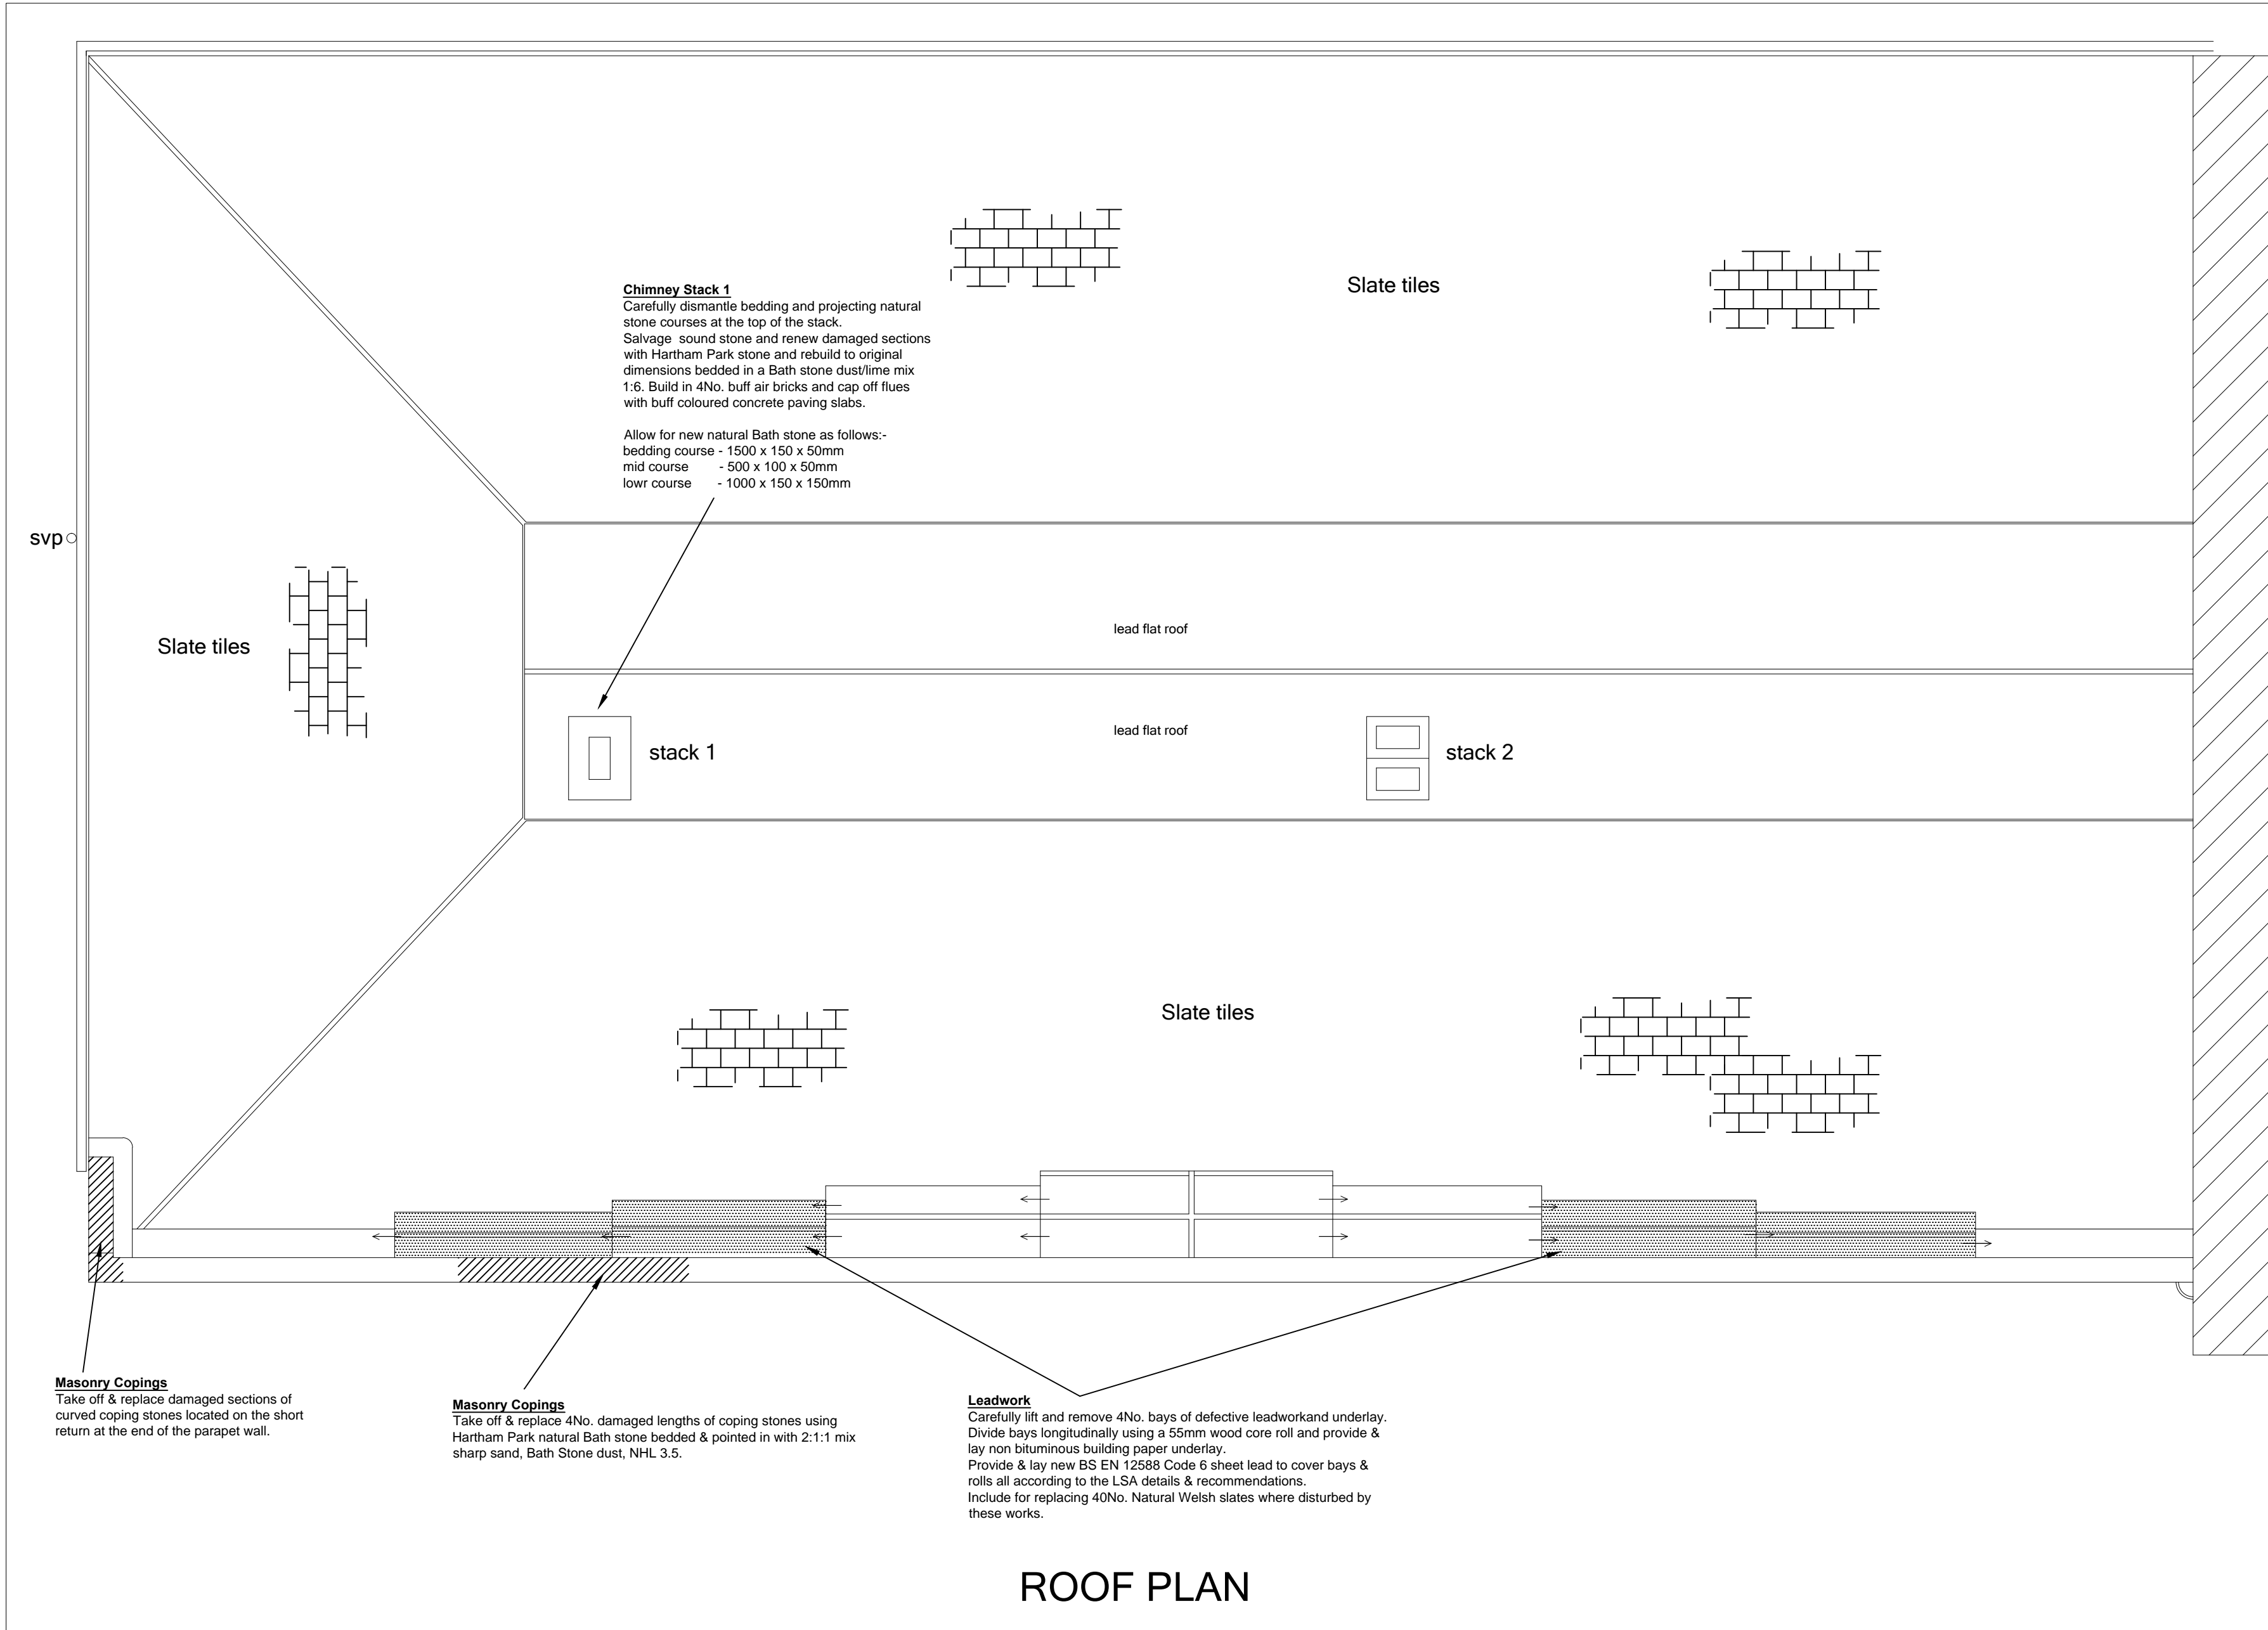 Slate tiles
Chimney Stack 1
Carefully dismantle bedding and projecting natural
stone courses at the top of the stack.
Salvage  sound stone and renew damaged sections
with Hartham Park stone and rebuild to original
dimensions bedded in a Bath stone dust/lime mix
1:6. Build in 4No. buff air bricks and cap off flues
with buff coloured concrete paving slabs.
Allow for new natural Bath stone as follows:-
bedding course - 1500 x 150 x 50mm
mid course - 500 x 100 x 50mm
lowr course - 1000 x 150 x 150mm
svp
Slate tiles
lead flat roof
lead flat roof
stack 1
stack 2
Slate tiles
Masonry Copings
Take off & replace damaged sections of
curved coping stones located on the short
return at the end of the parapet wall.
Masonry Copings
Take off & replace 4No. damaged lengths of coping stones using
Hartham Park natural Bath stone bedded & pointed in with 2:1:1 mix
sharp sand, Bath Stone dust, NHL 3.5.
Leadwork
Carefully lift and remove 4No. bays of defective leadworkand underlay.
Divide bays longitudinally using a 55mm wood core roll and provide &
lay non bituminous building paper underlay.
Provide & lay new BS EN 12588 Code 6 sheet lead to cover bays &
rolls all according to the LSA details & recommendations.
Include for replacing 40No. Natural Welsh slates where disturbed by
these works.
ROOF PLAN